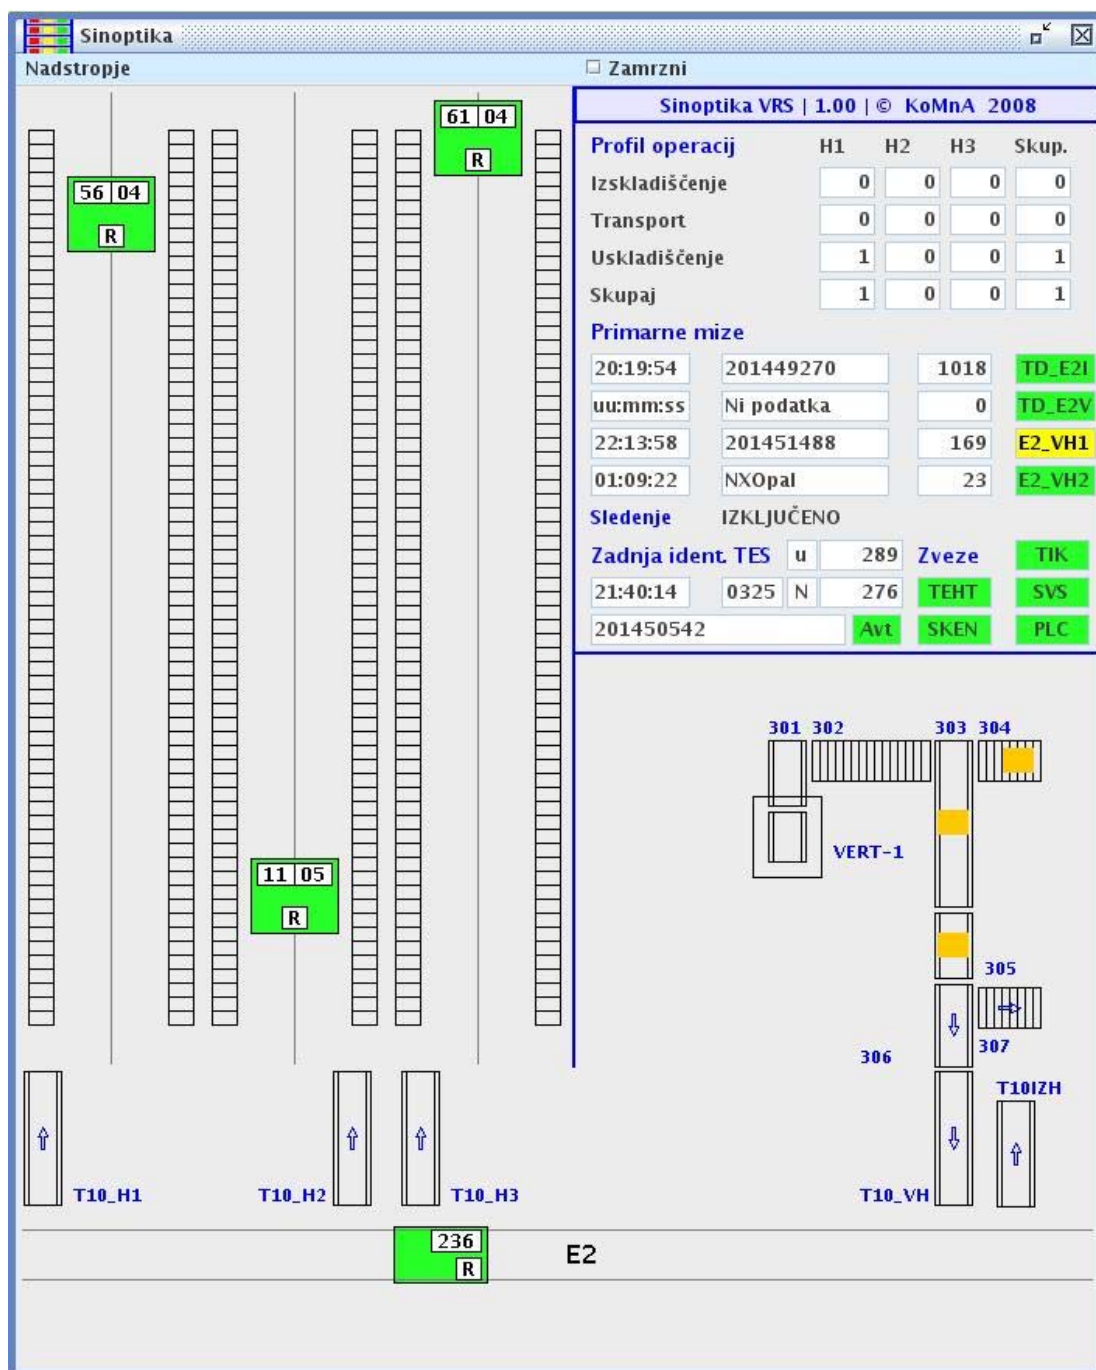 Sinoptika
Nadstropje
Zamrzni
61 04
R
56 04
R
11 05
R
Sinoptika VRS | 1.00 | © KoMnA 2008
Profil operacij H1 H2 H3 Skup.
Izskladiščenje 0 0 0 0
Transport 0 0 0 0
Uskladiščenje 1 0 0 1
Skupaj 1 0 0 1
Primarne mize
20:19:54 201449270 1018 TD_E2I
uu:mm:ss Ni podatka 0 TD_E2V
22:13:58 201451488 169 E2_VH1
01:09:22 NXOpal 23 E2_VH2
Sledenje IZKLJUČENO
Zadnja ident. TES u 289 Zveze TIK
21:40:14 0325 N 276 TEHT SVS
201450542 Avt SKEN PLC
301 302 303 304
VERT-1
305
306 307
T10IZH
T10_H1 T10_H2 T10_H3 T10_VH
236
R
E2